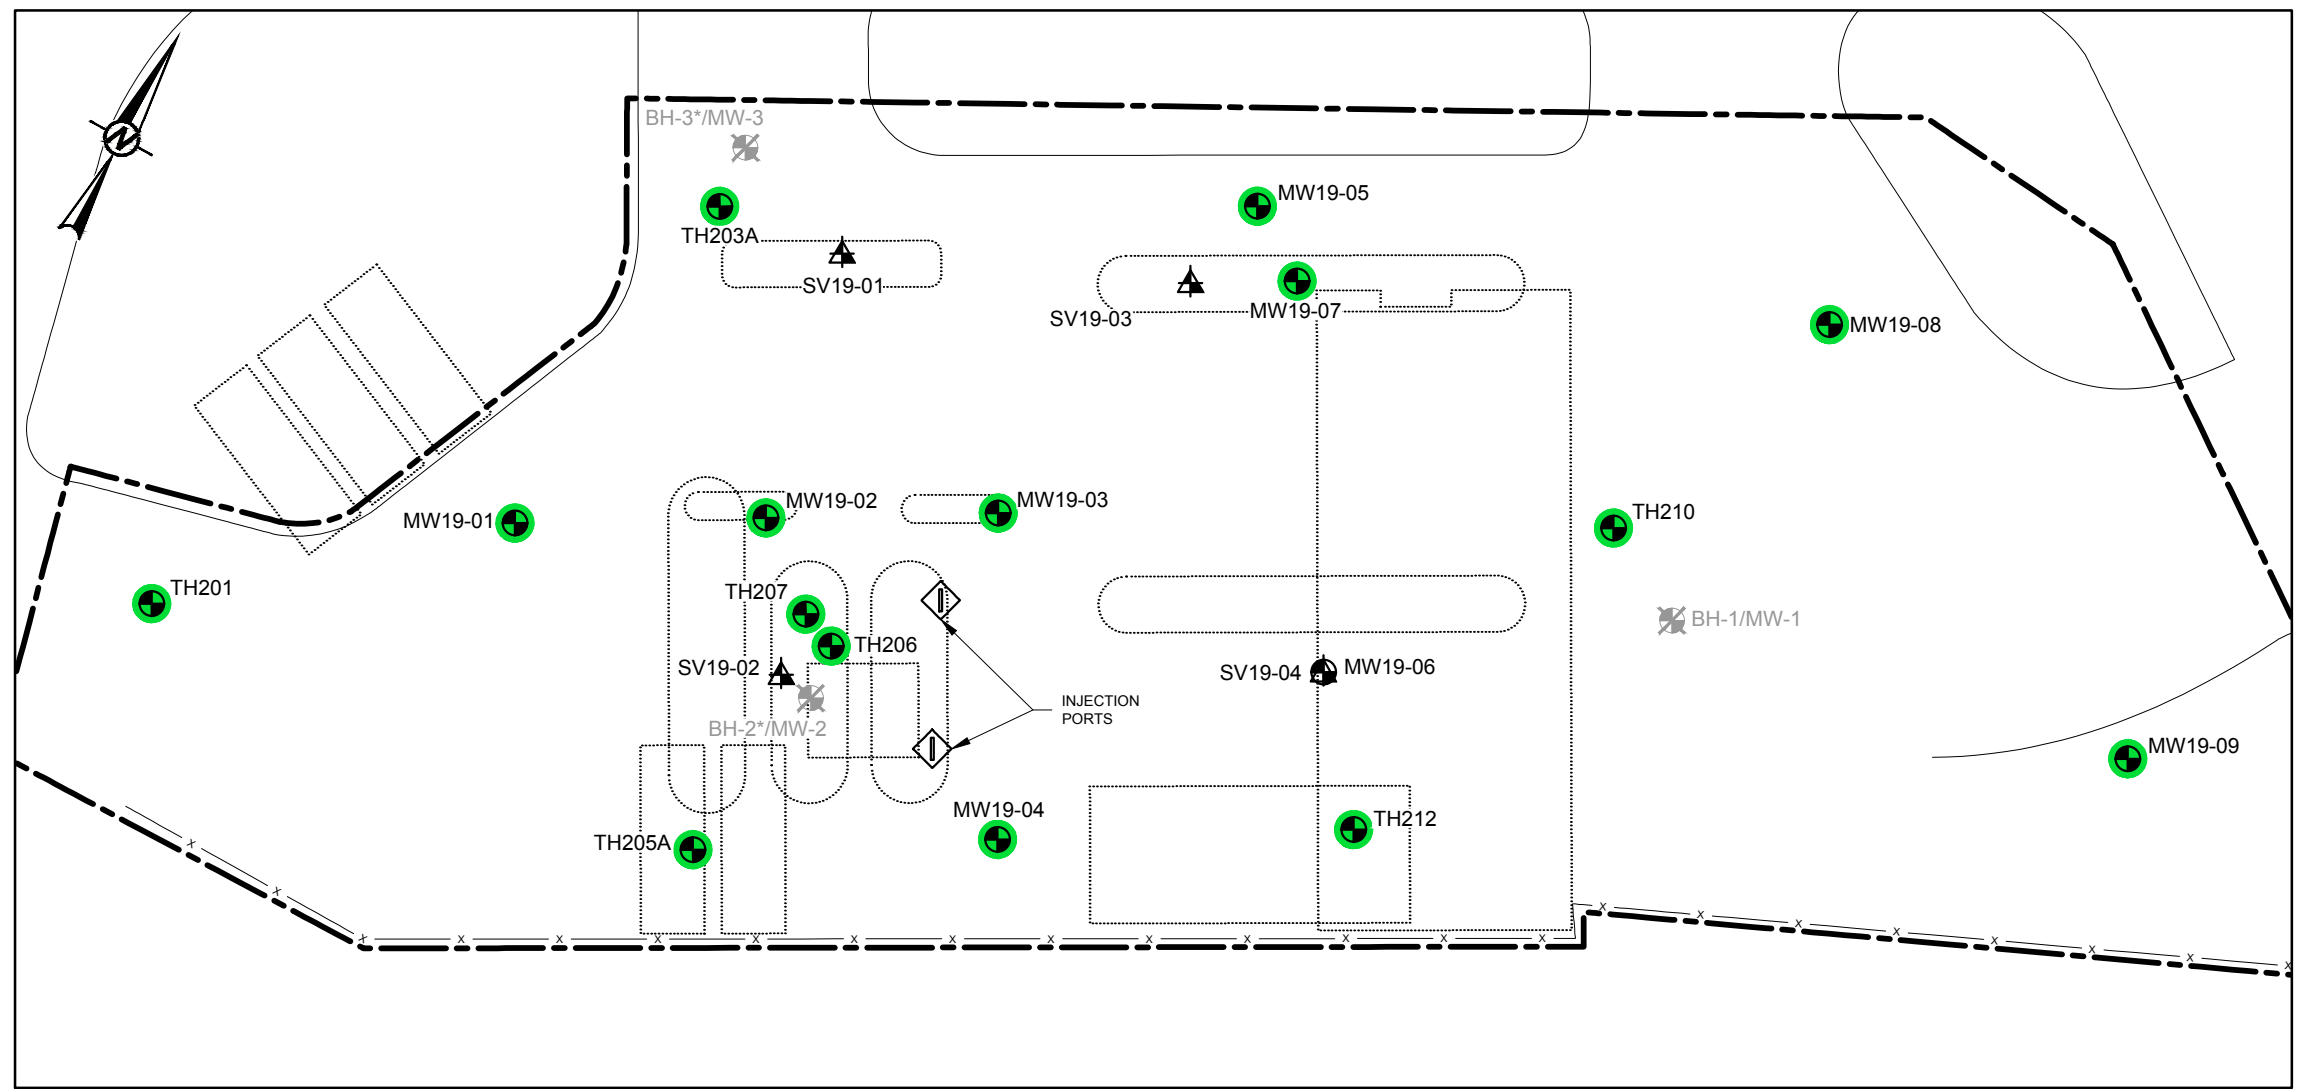 N
BH-3*/MW-3
TH203A
MW19-05
SV19-01
SV19-03
MW19-07
MW19-08
MW19-01
MW19-02
MW19-03
TH210
TH201
TH207
TH206
BH-1/MW-1
SV19-02
SV19-04
MW19-06
INJECTION
PORTS
BH-2*/MW-2
MW19-09
MW19-04
TH212
TH205A
x x x x x x x x x x x x x x x x x x x x x x x x